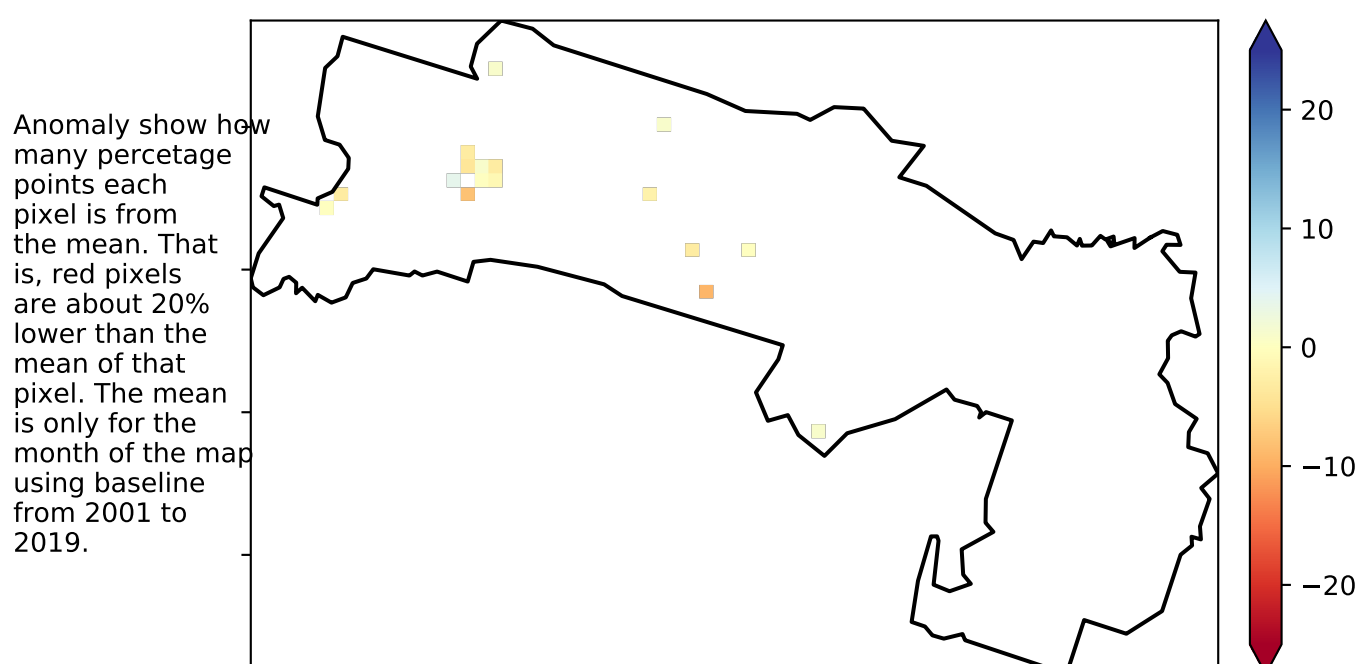 Anomaly show how
many percetage
points each
pixel is from
the mean. That
is, red pixels
are about 20%
lower than the
mean of that
pixel. The mean
is only for the
month of the map
using baseline
from 2001 to
2019.
20
10
0
−10
−20